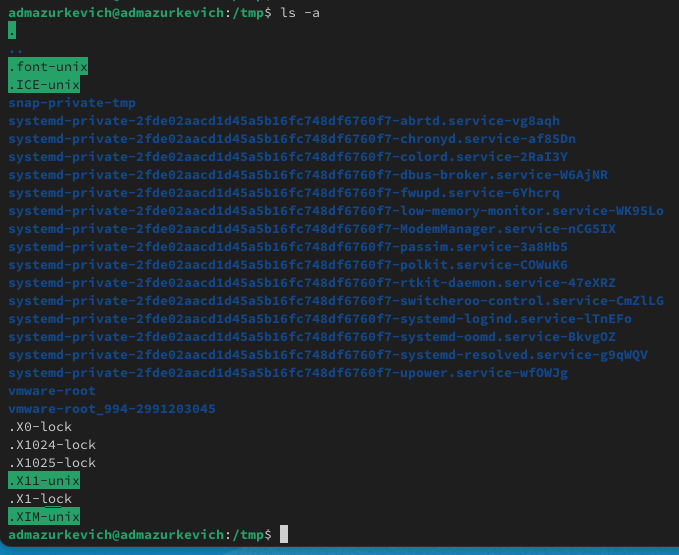 admazurkevich@admazurkevich:/tmp$ ls -a
.
..
.font-unix
.ICE-unix
snap-private-tmp
systemd-private-2fde02aacd1d45a5b16fc748df6760f7-abrtd.service-vg8aqh
systemd-private-2fde02aacd1d45a5b16fc748df6760f7-chronyd.service-af85Dn
systemd-private-2fde02aacd1d45a5b16fc748df6760f7-colord.service-2RaI3Y
systemd-private-2fde02aacd1d45a5b16fc748df6760f7-dbus-broker.service-W6AjNR
systemd-private-2fde02aacd1d45a5b16fc748df6760f7-fwupd.service-6Yhcrq
systemd-private-2fde02aacd1d45a5b16fc748df6760f7-low-memory-monitor.service-WK95Lo
systemd-private-2fde02aacd1d45a5b16fc748df6760f7-ModemManager.service-nCG5IX
systemd-private-2fde02aacd1d45a5b16fc748df6760f7-passim.service-3a8Hb5
systemd-private-2fde02aacd1d45a5b16fc748df6760f7-polkit.service-COWuK6
systemd-private-2fde02aacd1d45a5b16fc748df6760f7-rtkit-daemon.service-47eXRZ
systemd-private-2fde02aacd1d45a5b16fc748df6760f7-switcheroo-control.service-CmZlLG
systemd-private-2fde02aacd1d45a5b16fc748df6760f7-systemd-logind.service-lTnEFo
systemd-private-2fde02aacd1d45a5b16fc748df6760f7-systemd-oomd.service-BkvgOZ
systemd-private-2fde02aacd1d45a5b16fc748df6760f7-systemd-resolved.service-g9qWQV
systemd-private-2fde02aacd1d45a5b16fc748df6760f7-upower.service-wfOWJg
vmware-root
vmware-root_994-2991203045
.X0-lock
.X1024-lock
.X1025-lock
.X11-unix
.X1-lock
.XIM-unix
admazurkevich@admazurkevich:/tmp$